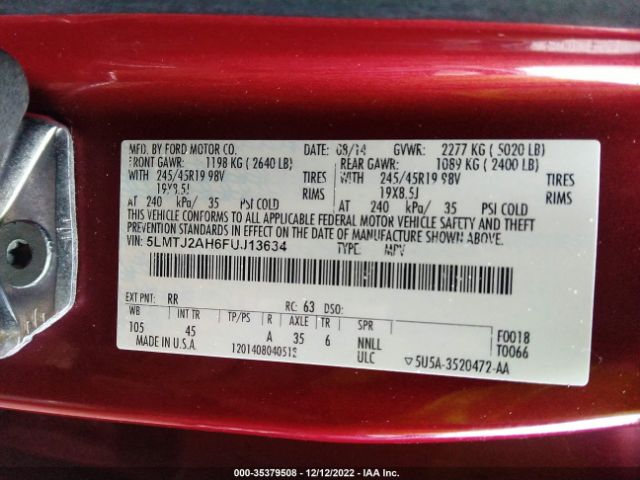 MFD. BY FORD MOTOR CO. DATE: 08/14 GVWR: 2277 KG ( 5020 LB)
FRONT GAWR: 1198 KG ( 2640 LB) REAR GAWR: 1089 KG ( 2400 LB)
WITH 245/45R19 98V TIRES WITH 245/45R19 98V TIRES
19X8.5J RIMS 19X8.5J RIMS
AT 240 kPa/ 35 PSI COLD AT 240 kPa/ 35 PSI COLD
THIS VEHICLE CONFORMS TO ALL APPLICABLE FEDERAL MOTOR VEHICLE SAFETY AND THEFT
PREVENTION STANDARDS IN EFFECT ON THE DATE OF MANUFACTURE SHOWN ABOVE.
VIN: 5LMTJ2AH6FUJ13634 TYPE: MPV
EXT PNT: RR RC: 63 DSO:
WB INT TR TP/PS R AXLE TR SPR
105 45 A 35 6 NNLL F0018
MADE IN U.S.A. 1201408040512 ULC T0066
▽5U5A-3520472-AA
000-35379508 - 12/12/2022 - IAA Inc.